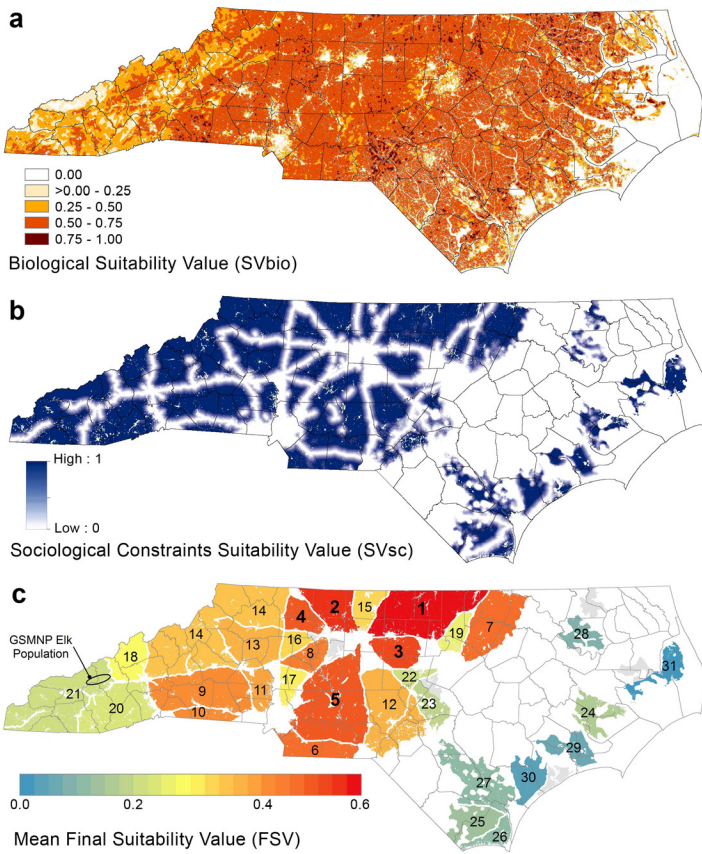 a
0.00
>0.00 - 0.25
0.25 - 0.50
0.50 - 0.75
0.75 - 1.00
Biological Suitability Value (SVbio)
b
High : 1
Low : 0
Sociological Constraints Suitability Value (SVsc)
c
GSMNP Elk
Population
14
4
2
15
1
14
13
16
8
3
19
7
28
18
21
20
9
10
11
17
5
6
12
22
23
31
24
29
30
27
25
26
0.0
0.2
0.4
0.6
Mean Final Suitability Value (FSV)